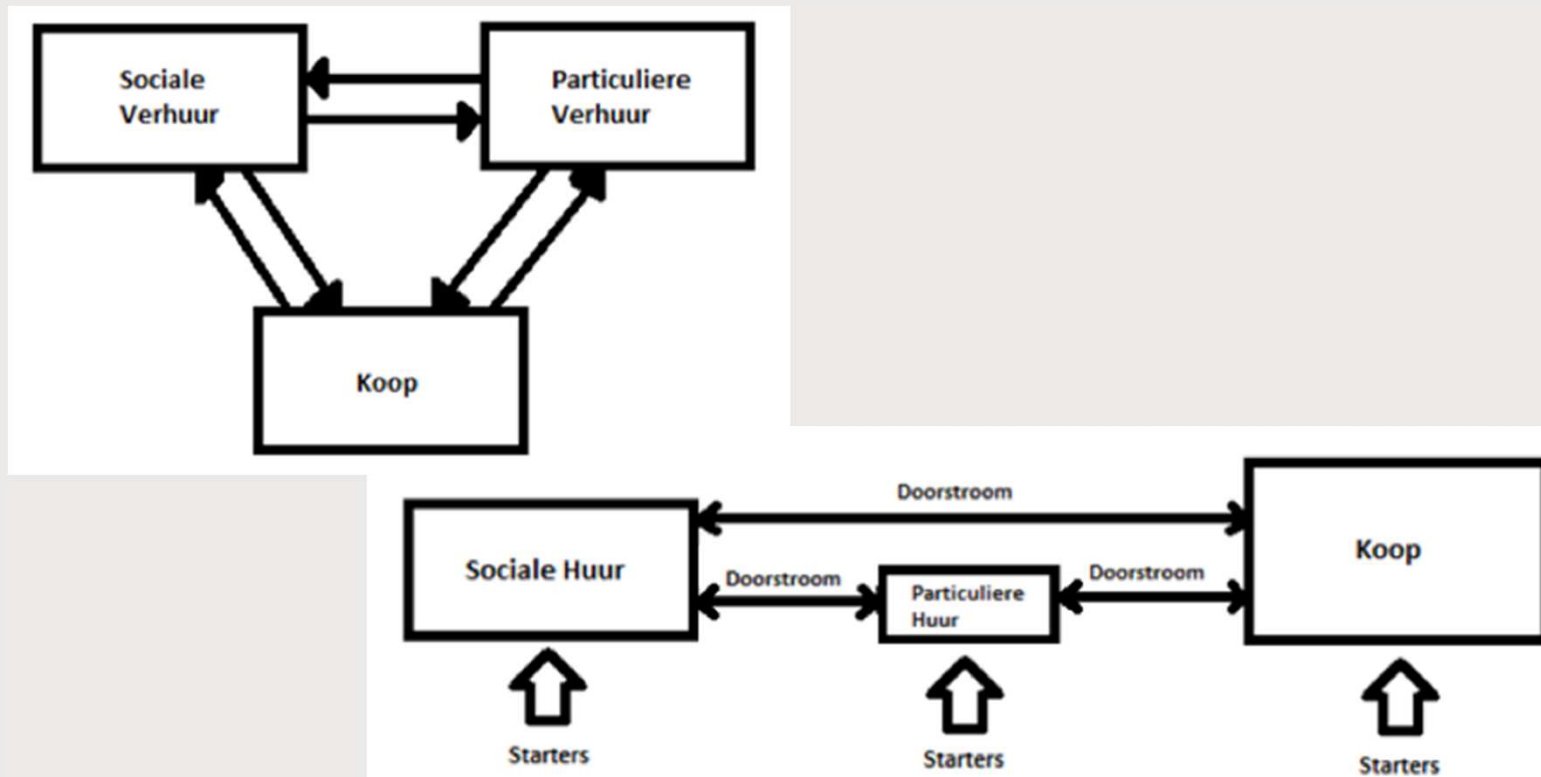 Sociale
Verhuur
Particuliere
Verhuur
Koop
Doorstroom
Sociale Huur
Doorstroom
Particuliere
Huur
Doorstroom
Koop
Starters
Starters
Starters